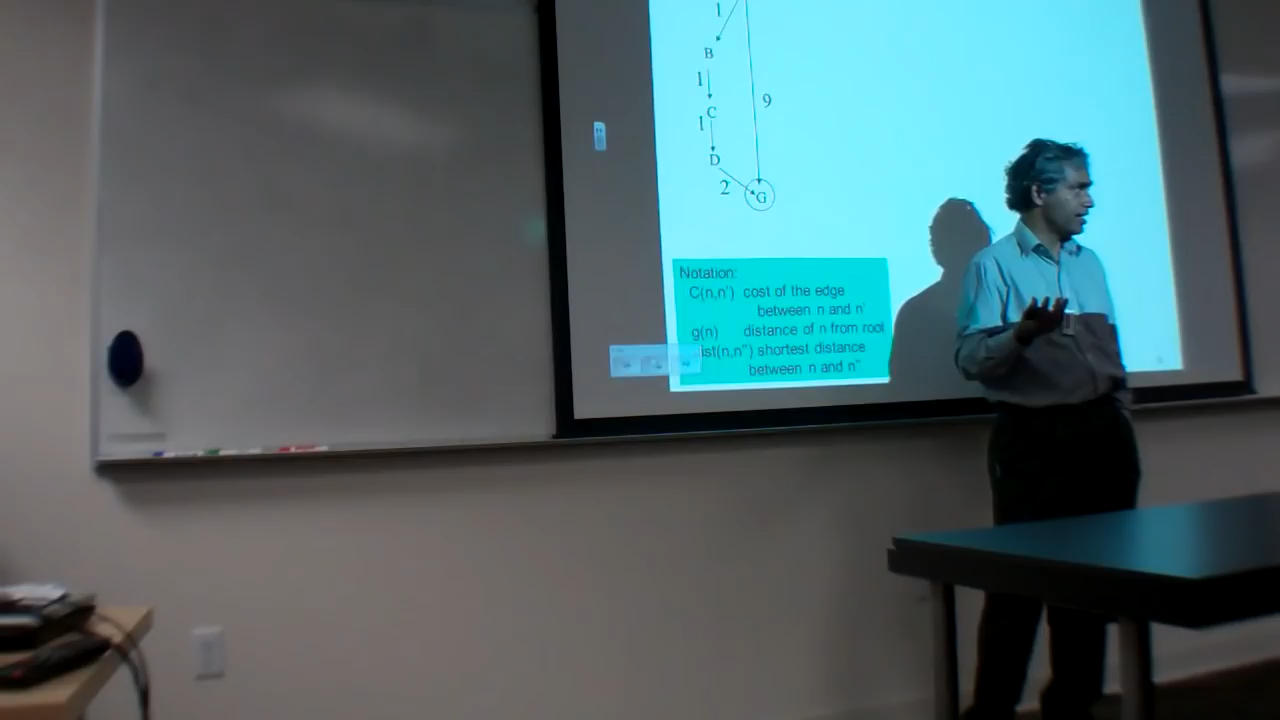 1
B
1
9
C
1
D
2
G
Notation:
C(n,n') cost of the edge
between n and n'
g(n) distance of n from root
ist(n,n'') shortest distance
between n and n''